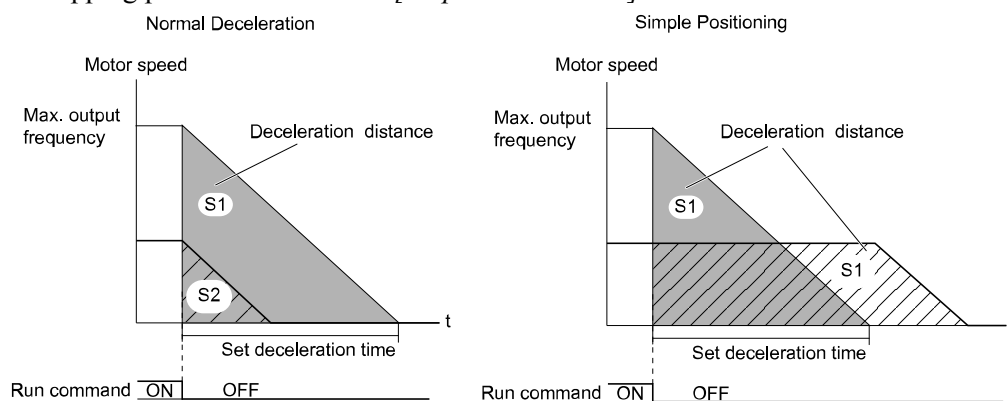 Normal Deceleration
Simple Positioning
Motor speed
Max. output
frequency
Deceleration distance
S1
S2
t
Set deceleration time
Run command ON OFF
Motor speed
Max. output
frequency
Deceleration distance
S1
S1
Set deceleration time
Run command ON OFF